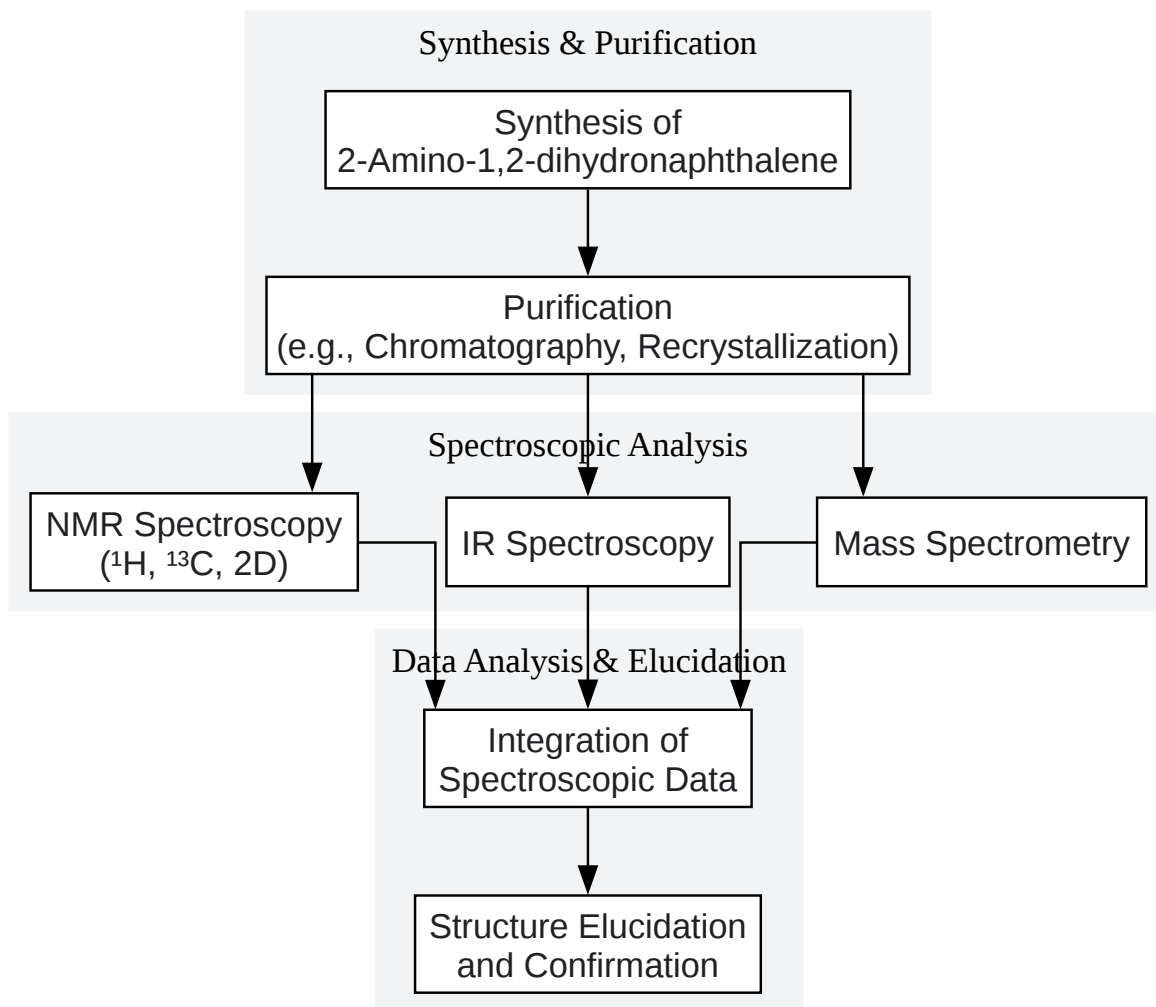 Synthesis & Purification
Synthesis of
2-Amino-1,2-dihydronaphthalene
Purification
(e.g., Chromatography, Recrystallization)
Spectroscopic Analysis
NMR Spectroscopy
(¹H, ¹³C, 2D)
IR Spectroscopy
Mass Spectrometry
Data Analysis & Elucidation
Integration of
Spectroscopic Data
Structure Elucidation
and Confirmation